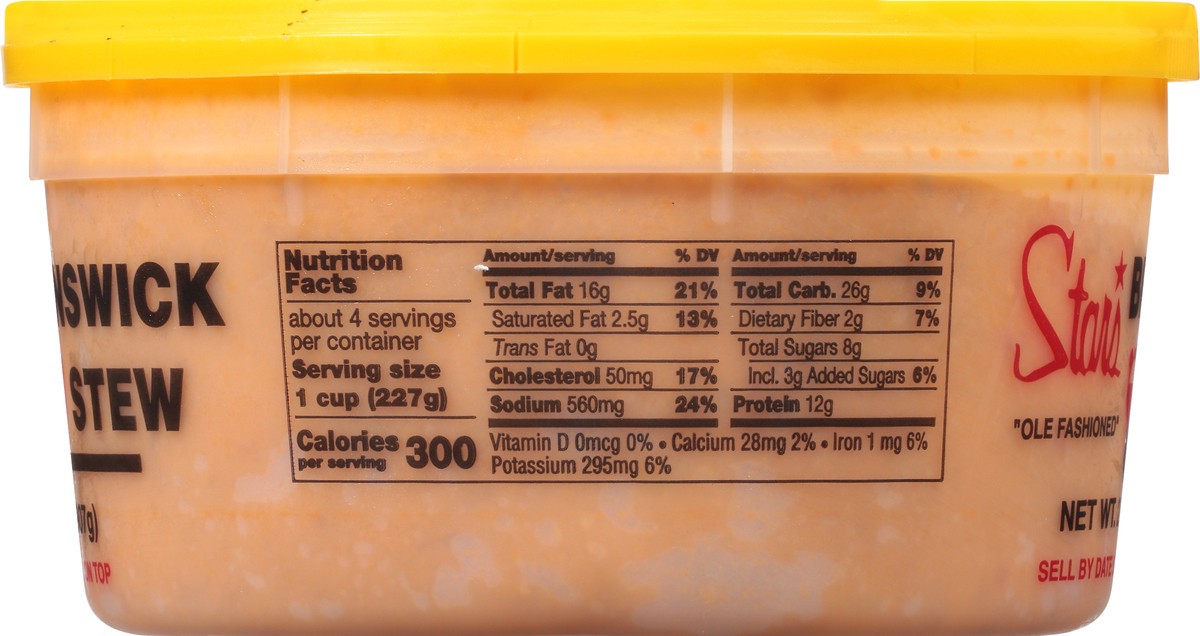 NSWICK
STEW
07g)
ON TOP
Nutrition
Facts
about 4 servings
per container
Serving size
1 cup (227g)
Calories 300
per serving
Amount/serving % DV
Total Fat 16g 21%
Saturated Fat 2.5g 13%
Trans Fat 0g
Cholesterol 50mg 17%
Sodium 560mg 24%
Amount/serving % DV
Total Carb. 26g 9%
Dietary Fiber 2g 7%
Total Sugars 8g
Incl. 3g Added Sugars 6%
Protein 12g
Vitamin D 0mcg 0% • Calcium 28mg 2% • Iron 1 mg 6%
Potassium 295mg 6%
Stars
"OLE FASHIONED"
NET WT.
SELL BY DATE